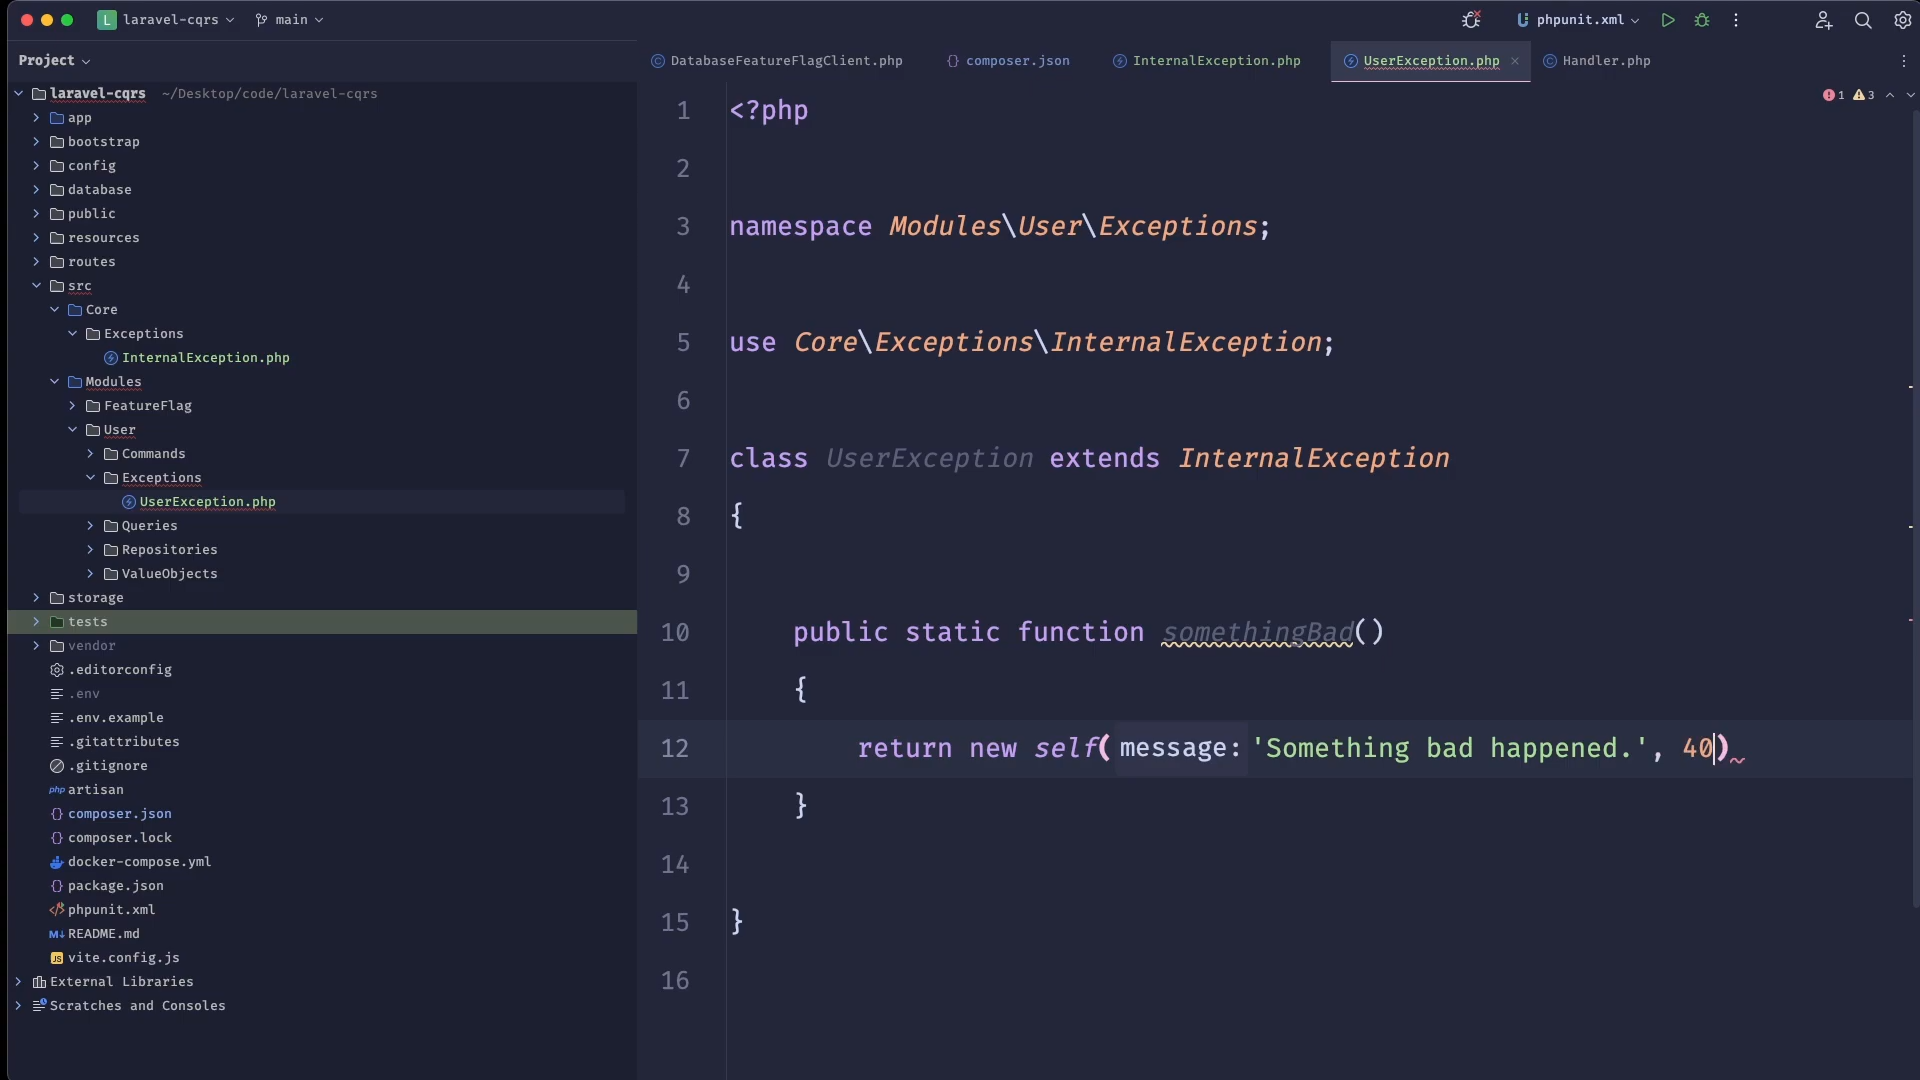 L laravel-cqrs main phpunit.xml
Project
DatabaseFeatureFlagClient.php composer.json InternalException.php UserException.php Handler.php
1 3
laravel-cqrs ~/Desktop/code/laravel-cqrs
app
bootstrap
config
database
public
resources
routes
src
Core
Exceptions
InternalException.php
Modules
FeatureFlag
User
Commands
Exceptions
UserException.php
Queries
Repositories
ValueObjects
storage
tests
vendor
.editorconfig
.env
.env.example
.gitattributes
.gitignore
php artisan
composer.json
composer.lock
docker-compose.yml
package.json
phpunit.xml
README.md
vite.config.js
External Libraries
Scratches and Consoles
1 <?php
2
3 namespace Modules\User\Exceptions;
4
5 use Core\Exceptions\InternalException;
6
7 class UserException extends InternalException
8 {
9
10 public static function somethingBad()
11 {
12 return new self( message: 'Something bad happened.', 40)
13 }
14
15 }
16